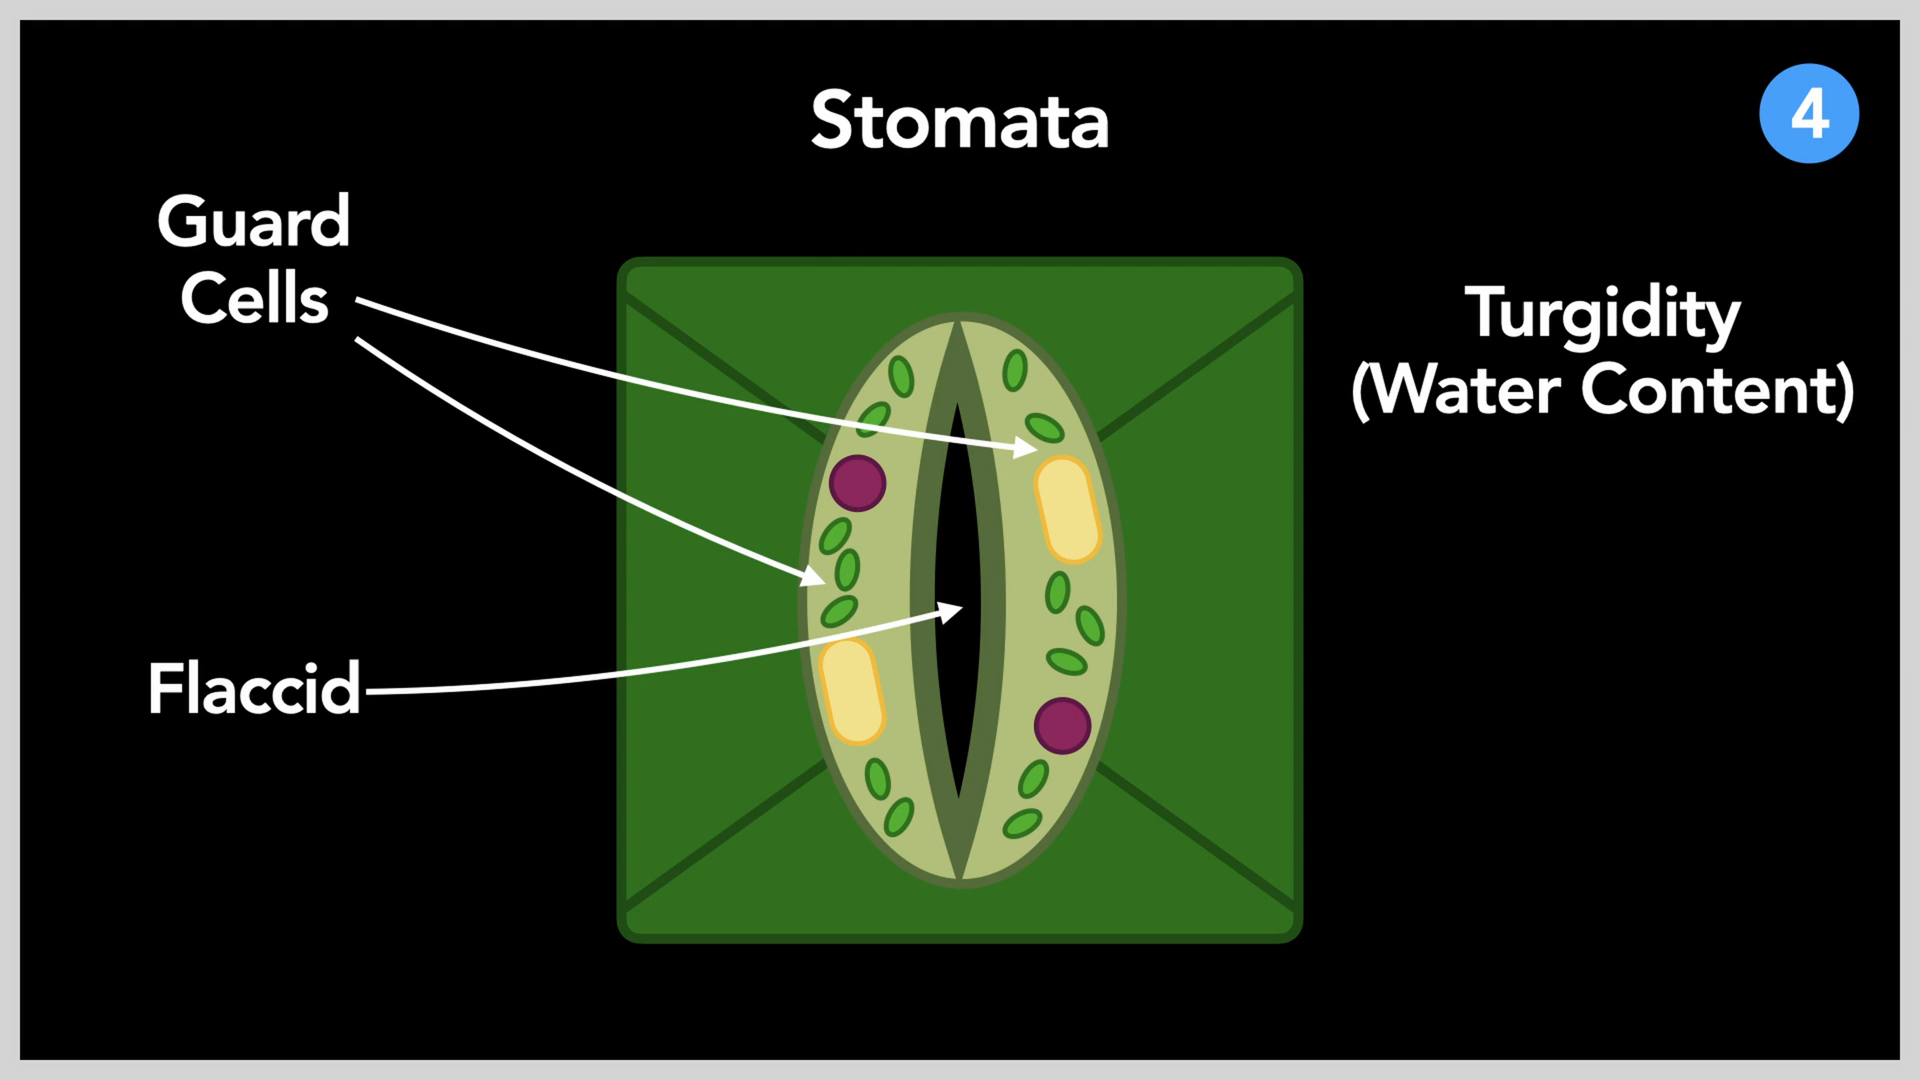 Stomata
4
Guard
Cells
Turgidity
(Water Content)
Flaccid